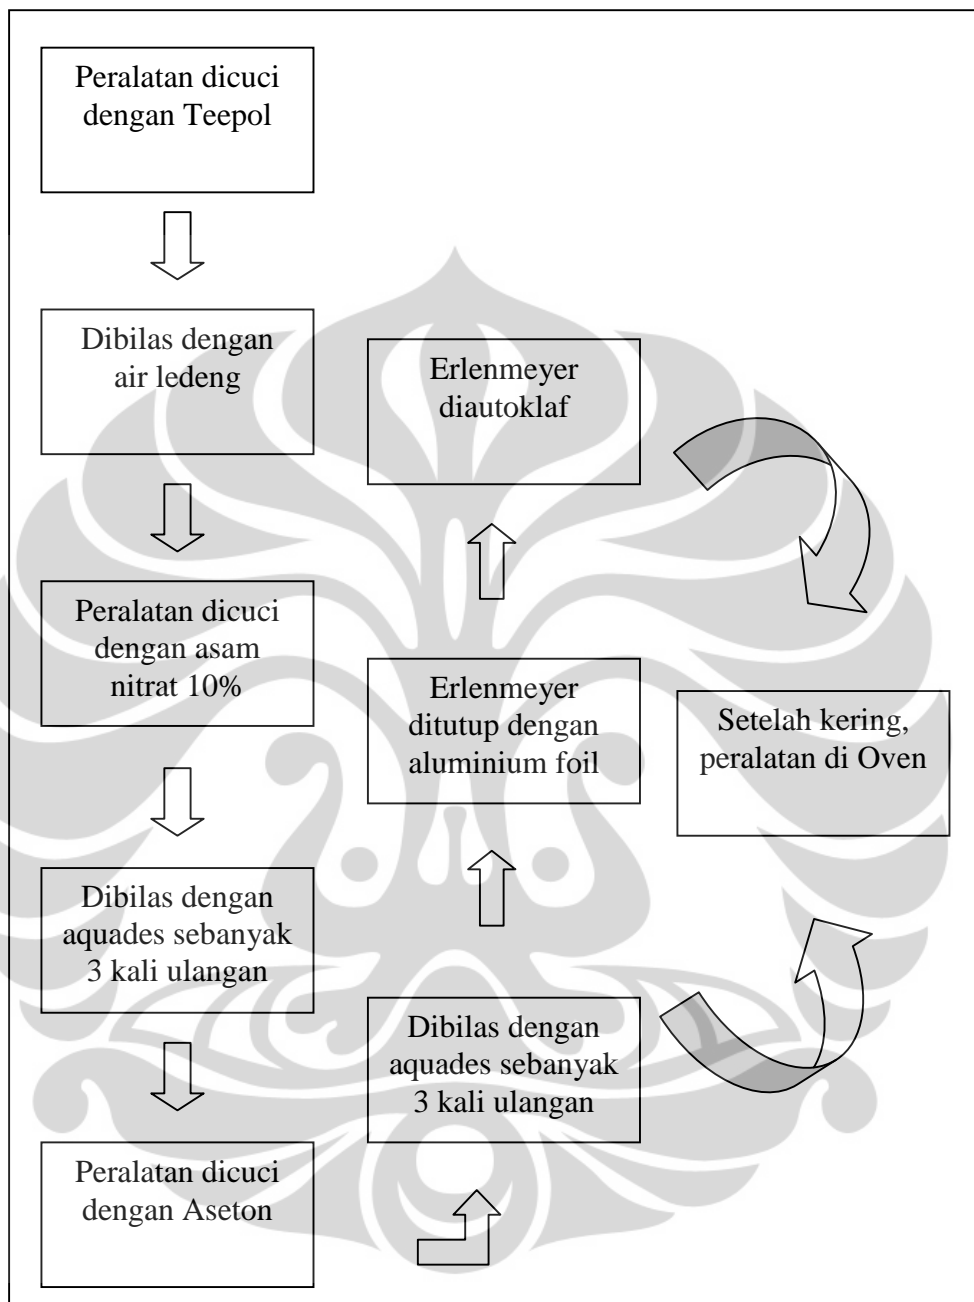 Peralatan dicuci
dengan Teepol
Dibilas dengan
air ledeng
Peralatan dicuci
dengan asam
nitrat 10%
Dibilas dengan
aquades sebanyak
3 kali ulangan
Peralatan dicuci
dengan Aseton
Dibilas dengan
aquades sebanyak
3 kali ulangan
Erlenmeyer
ditutup dengan
aluminium foil
Erlenmeyer
diautoklaf
Setelah kering,
peralatan di Oven